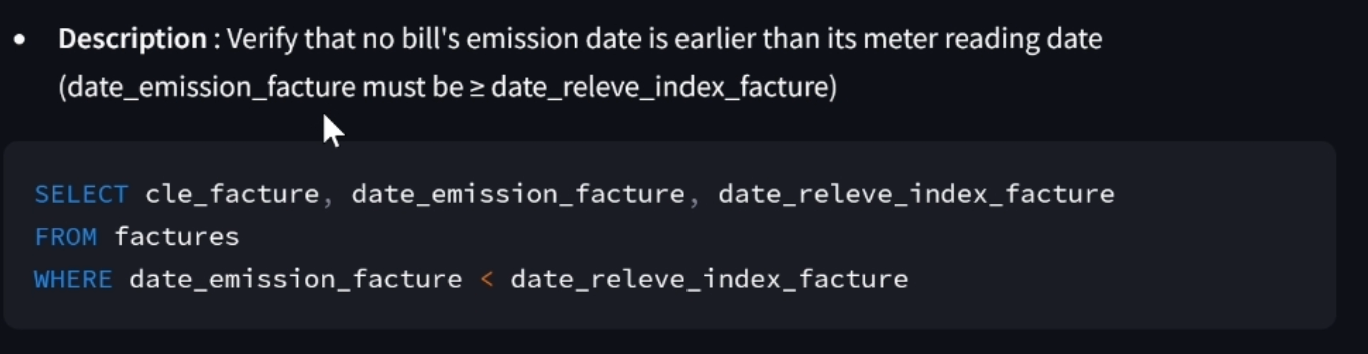 • Description : Verify that no bill's emission date is earlier than its meter reading date
(date_emission_facture must be ≥ date_releve_index_facture)
SELECT cle_facture, date_emission_facture, date_releve_index_facture
FROM factures
WHERE date_emission_facture < date_releve_index_facture